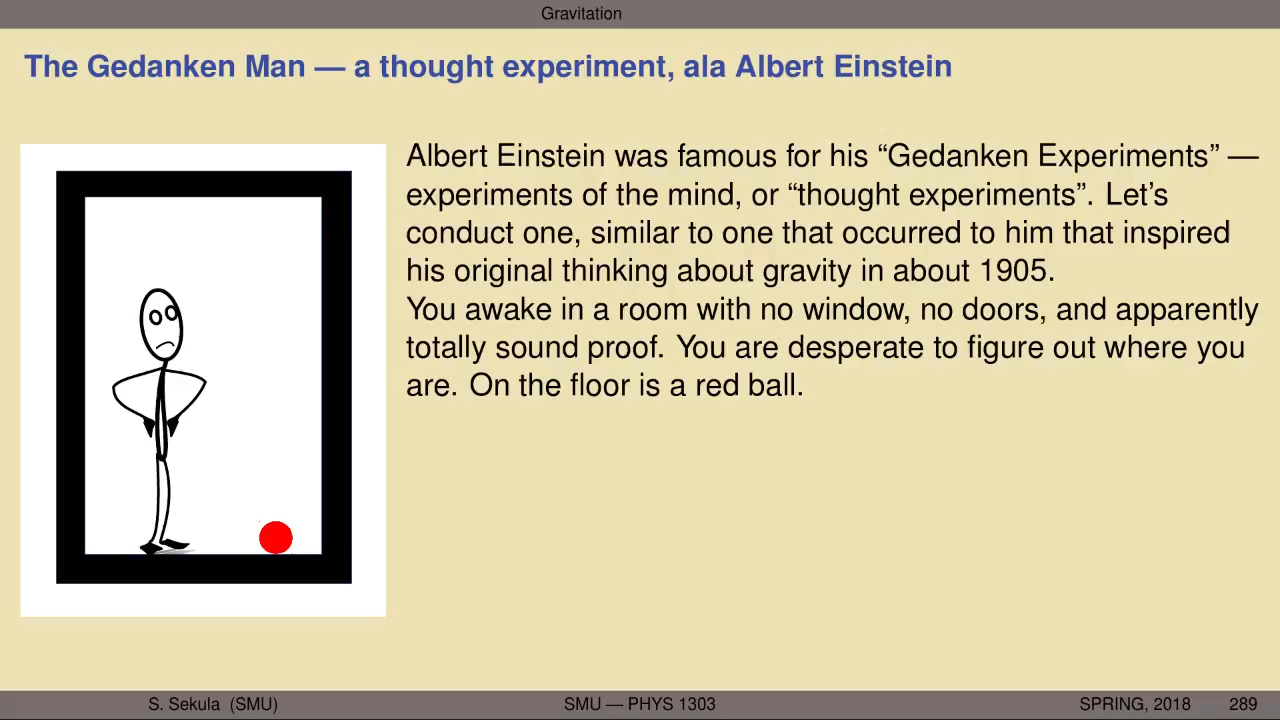 Gravitation
The Gedanken Man — a thought experiment, ala Albert Einstein
Albert Einstein was famous for his “Gedanken Experiments” —
experiments of the mind, or “thought experiments”. Let’s
conduct one, similar to one that occurred to him that inspired
his original thinking about gravity in about 1905.
You awake in a room with no window, no doors, and apparently
totally sound proof. You are desperate to figure out where you
are. On the floor is a red ball.
S. Sekula (SMU) SMU — PHYS 1303 SPRING, 2018 289